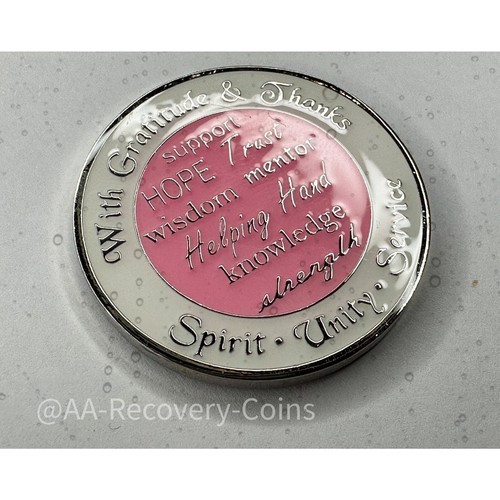 With Gratitude & Thanks
support
HOPE Trust
wisdom mentor
Helping Hand
knowledge
strength
Spirit · Unity · Service
@AA-Recovery-Coins